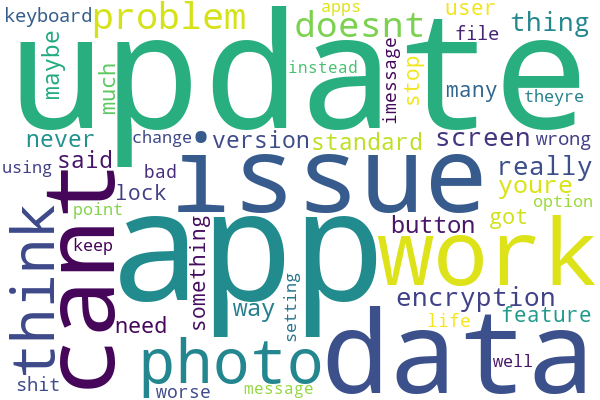 keyboard
problem
apps
user
doesnt
thing
update
maybe
much
imessage
stop
file
instead
many
theyre
never
change
version
standard
screen
wrong
using
said
bad
issue
really
lock
youre
option
point
think
cant
app
something
button
got
work
keep
need
way
setting
encryption
feature
life
photo
data
well
shit
worse
message